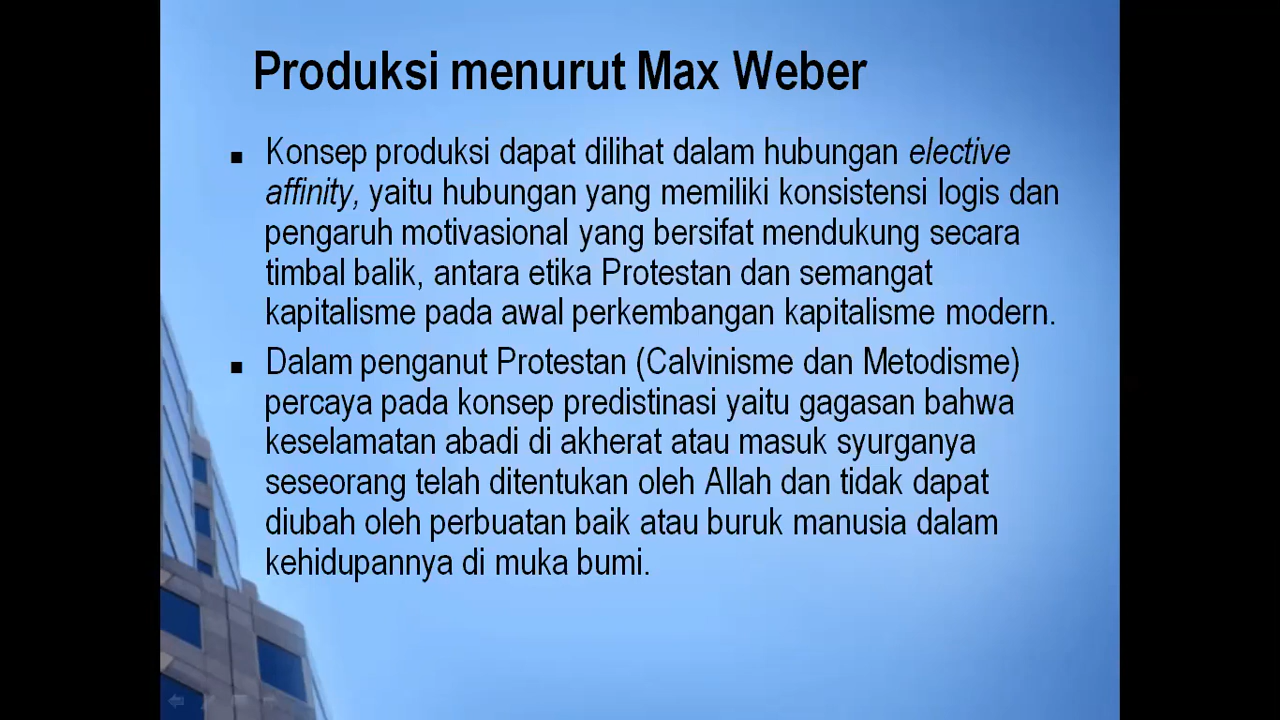 Produksi menurut Max Weber
Konsep produksi dapat dilihat dalam hubungan elective
affinity, yaitu hubungan yang memiliki konsistensi logis dan
pengaruh motivasional yang bersifat mendukung secara
timbal balik, antara etika Protestan dan semangat
kapitalisme pada awal perkembangan kapitalisme modern.
Dalam penganut Protestan (Calvinisme dan Metodisme)
percaya pada konsep predistinasi yaitu gagasan bahwa
keselamatan abadi di akherat atau masuk syurganya
seseorang telah ditentukan oleh Allah dan tidak dapat
diubah oleh perbuatan baik atau buruk manusia dalam
kehidupannya di muka bumi.